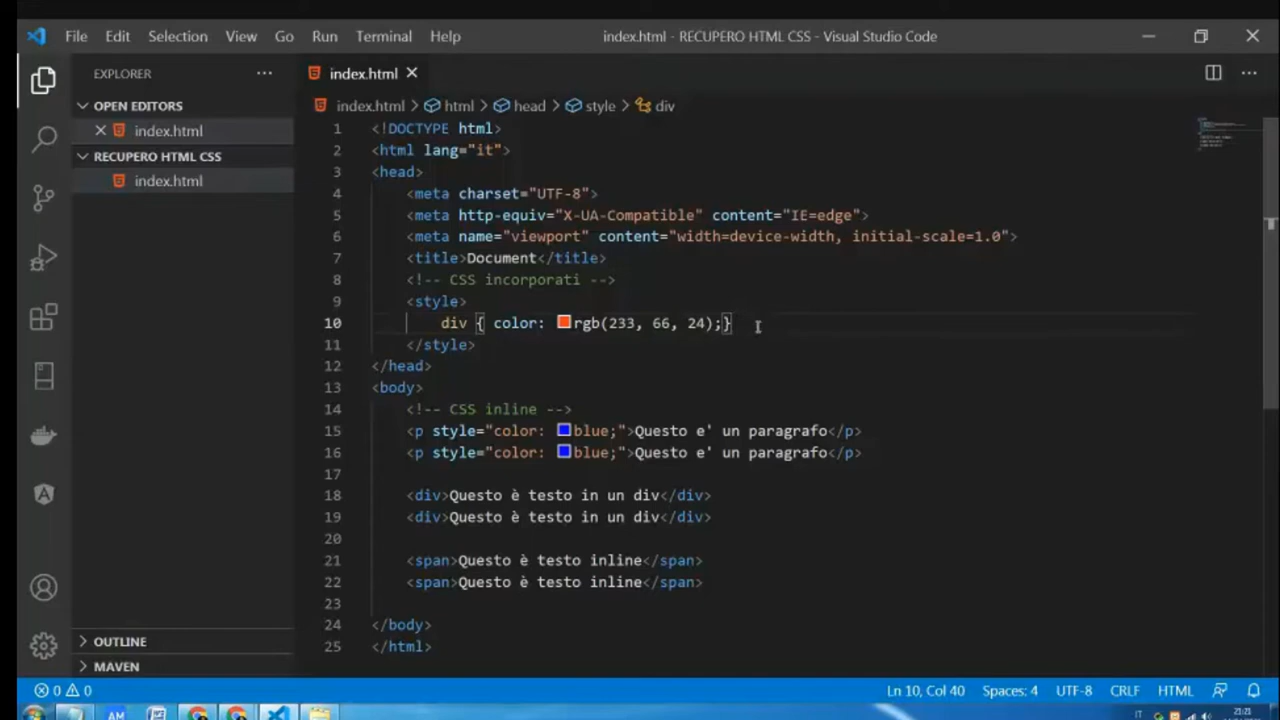 File Edit Selection View Go Run Terminal Help index.html - RECUPERO HTML CSS - Visual Studio Code
EXPLORER
OPEN EDITORS
index.html
RECUPERO HTML CSS
index.html
OUTLINE
MAVEN
index.html
index.html > html > head > style > div
1 <!DOCTYPE html>
2 <html lang="it">
3 <head>
4 <meta charset="UTF-8">
5 <meta http-equiv="X-UA-Compatible" content="IE=edge">
6 <meta name="viewport" content="width=device-width, initial-scale=1.0">
7 <title>Document</title>
8 <!-- CSS incorporati -->
9 <style>
10 div { color: rgb(233, 66, 24);}
11 </style>
12 </head>
13 <body>
14 <!-- CSS inline -->
15 <p style="color: blue;">Questo e' un paragrafo</p>
16 <p style="color: blue;">Questo e' un paragrafo</p>
17
18 <div>Questo è testo in un div</div>
19 <div>Questo è testo in un div</div>
20
21 <span>Questo è testo inline</span>
22 <span>Questo è testo inline</span>
23
24 </body>
25 </html>
0 0 Ln 10, Col 40 Spaces: 4 UTF-8 CRLF HTML
AM IT 21:21